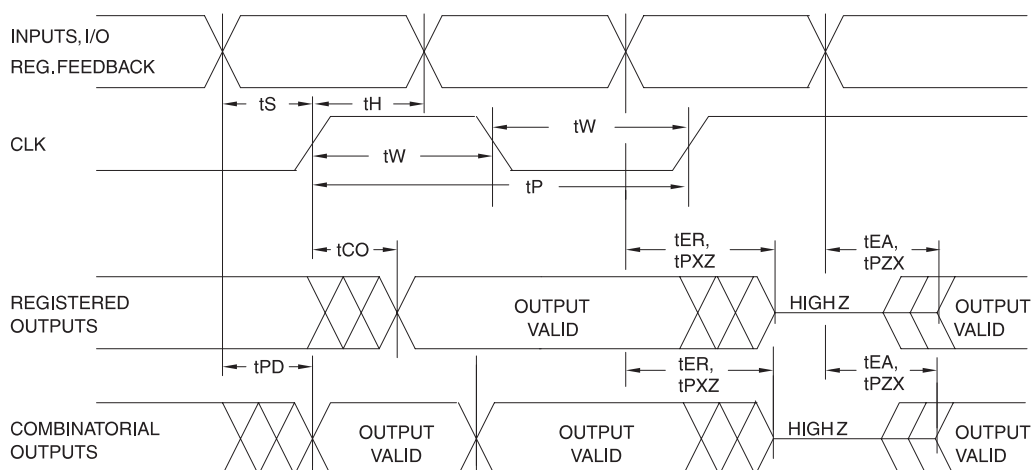 INPUTS, I/O
REG. FEEDBACK
tS
tH
CLK
tW
tW
tP
tCO
tER,
tPXZ
tEA,
tPZX
REGISTERED
OUTPUTS
OUTPUT
VALID
HIGH Z
OUTPUT
VALID
tPD
tER,
tPXZ
tEA,
tPZX
COMBINATORIAL
OUTPUTS
OUTPUT
VALID
OUTPUT
VALID
HIGH Z
OUTPUT
VALID